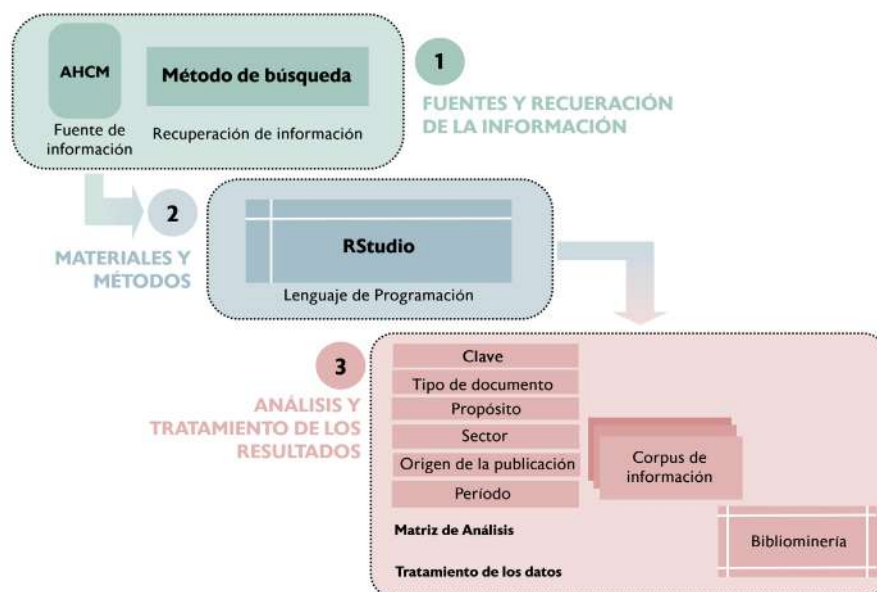 AHCM
Fuente de
información
Método de búsqueda
Recuperación de información
1
FUENTES Y RECUERACIÓN
DE LA INFORMACIÓN
2
MATERIALES Y
MÉTODOS
RStudio
Lenguaje de Programación
3
ANÁLISIS Y
TRATAMIENTO DE LOS
RESULTADOS
Clave
Tipo de documento
Propósito
Sector
Origen de la publicación
Período
Matriz de Análisis
Tratamiento de los datos
Corpus de
información
Bibliominería